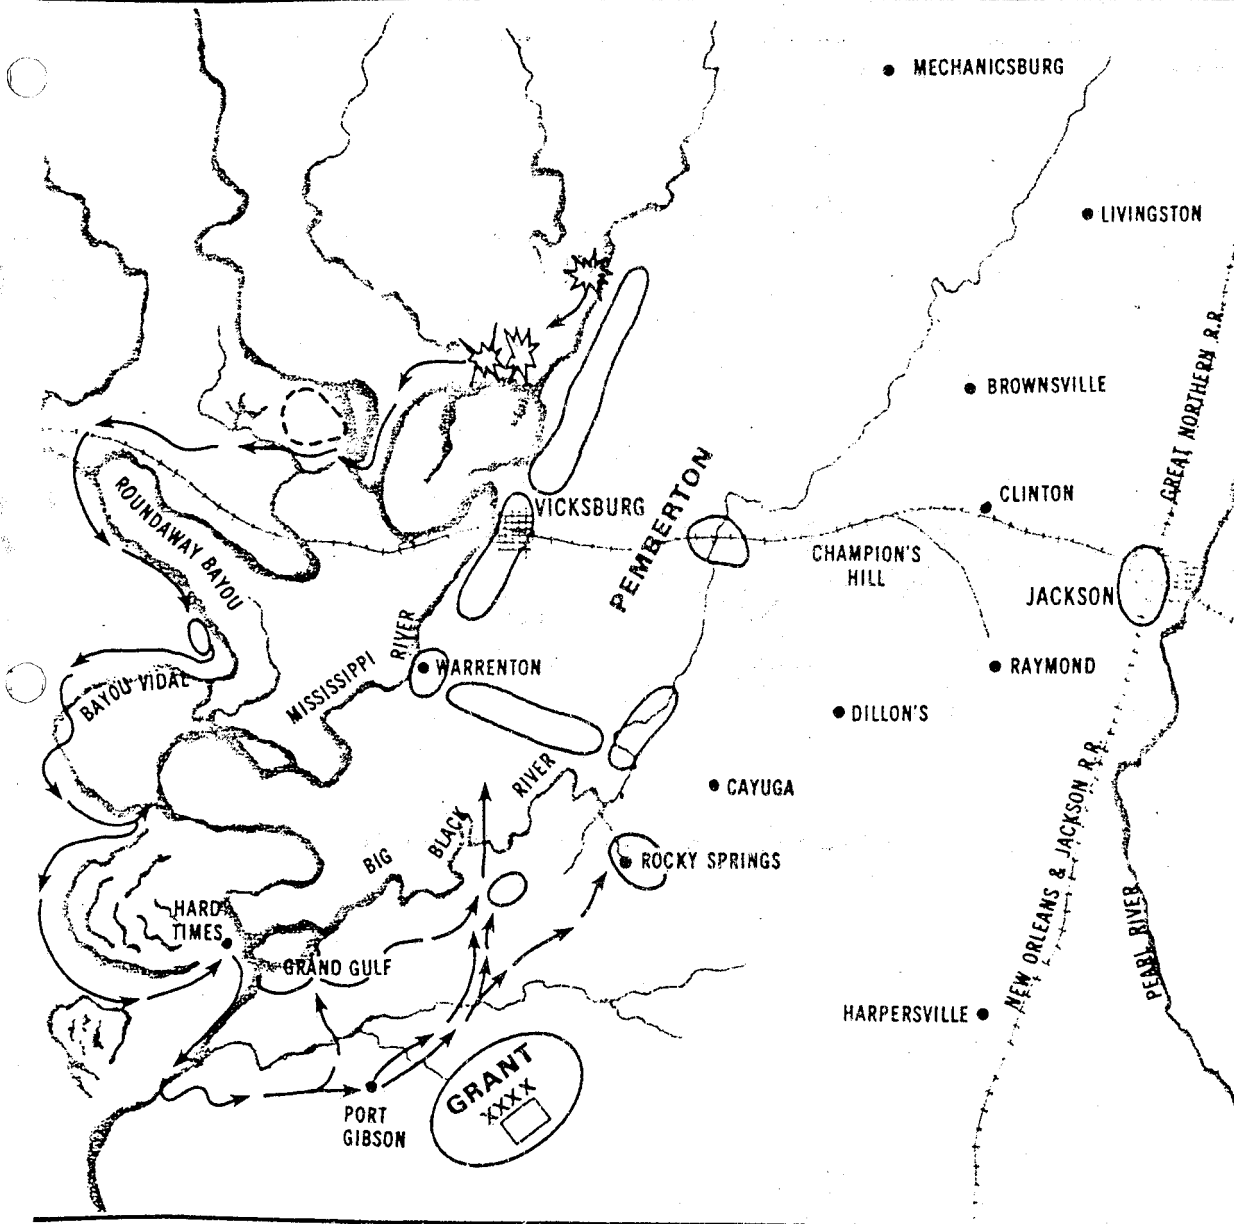 MECHANICSBURG
LIVINGSTON
GREAT NORTHERN R.R.
BROWNSVILLE
CLINTON
VICKSBURG
PEMBERTON
ROUNDAWAY BAYOU
CHAMPION'S
HILL
JACKSON
MISSISSIPPI RIVER
WARRENTON
RAYMOND
BAYOU VIDAL
DILLON'S
CAYUGA
BIG BLACK RIVER
ROCKY SPRINGS
HARD
TIMES
GRAND GULF
NEW ORLEANS & JACKSON R.R.
PEARL RIVER
HARPERSVILLE
GRANT
XXXX
PORT
GIBSON